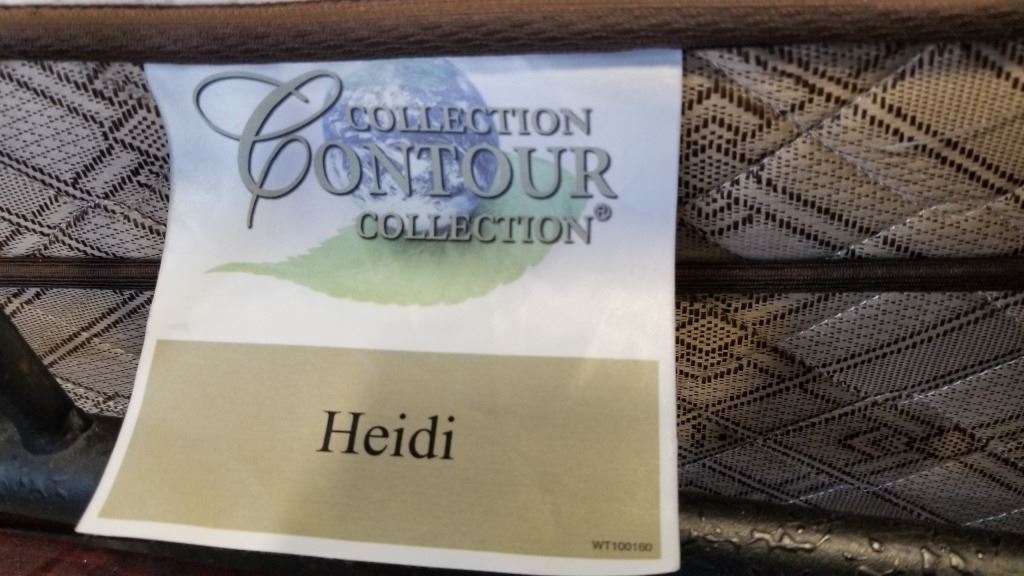 COLLECTION
CONTOUR
COLLECTION®
Heidi
WT100160